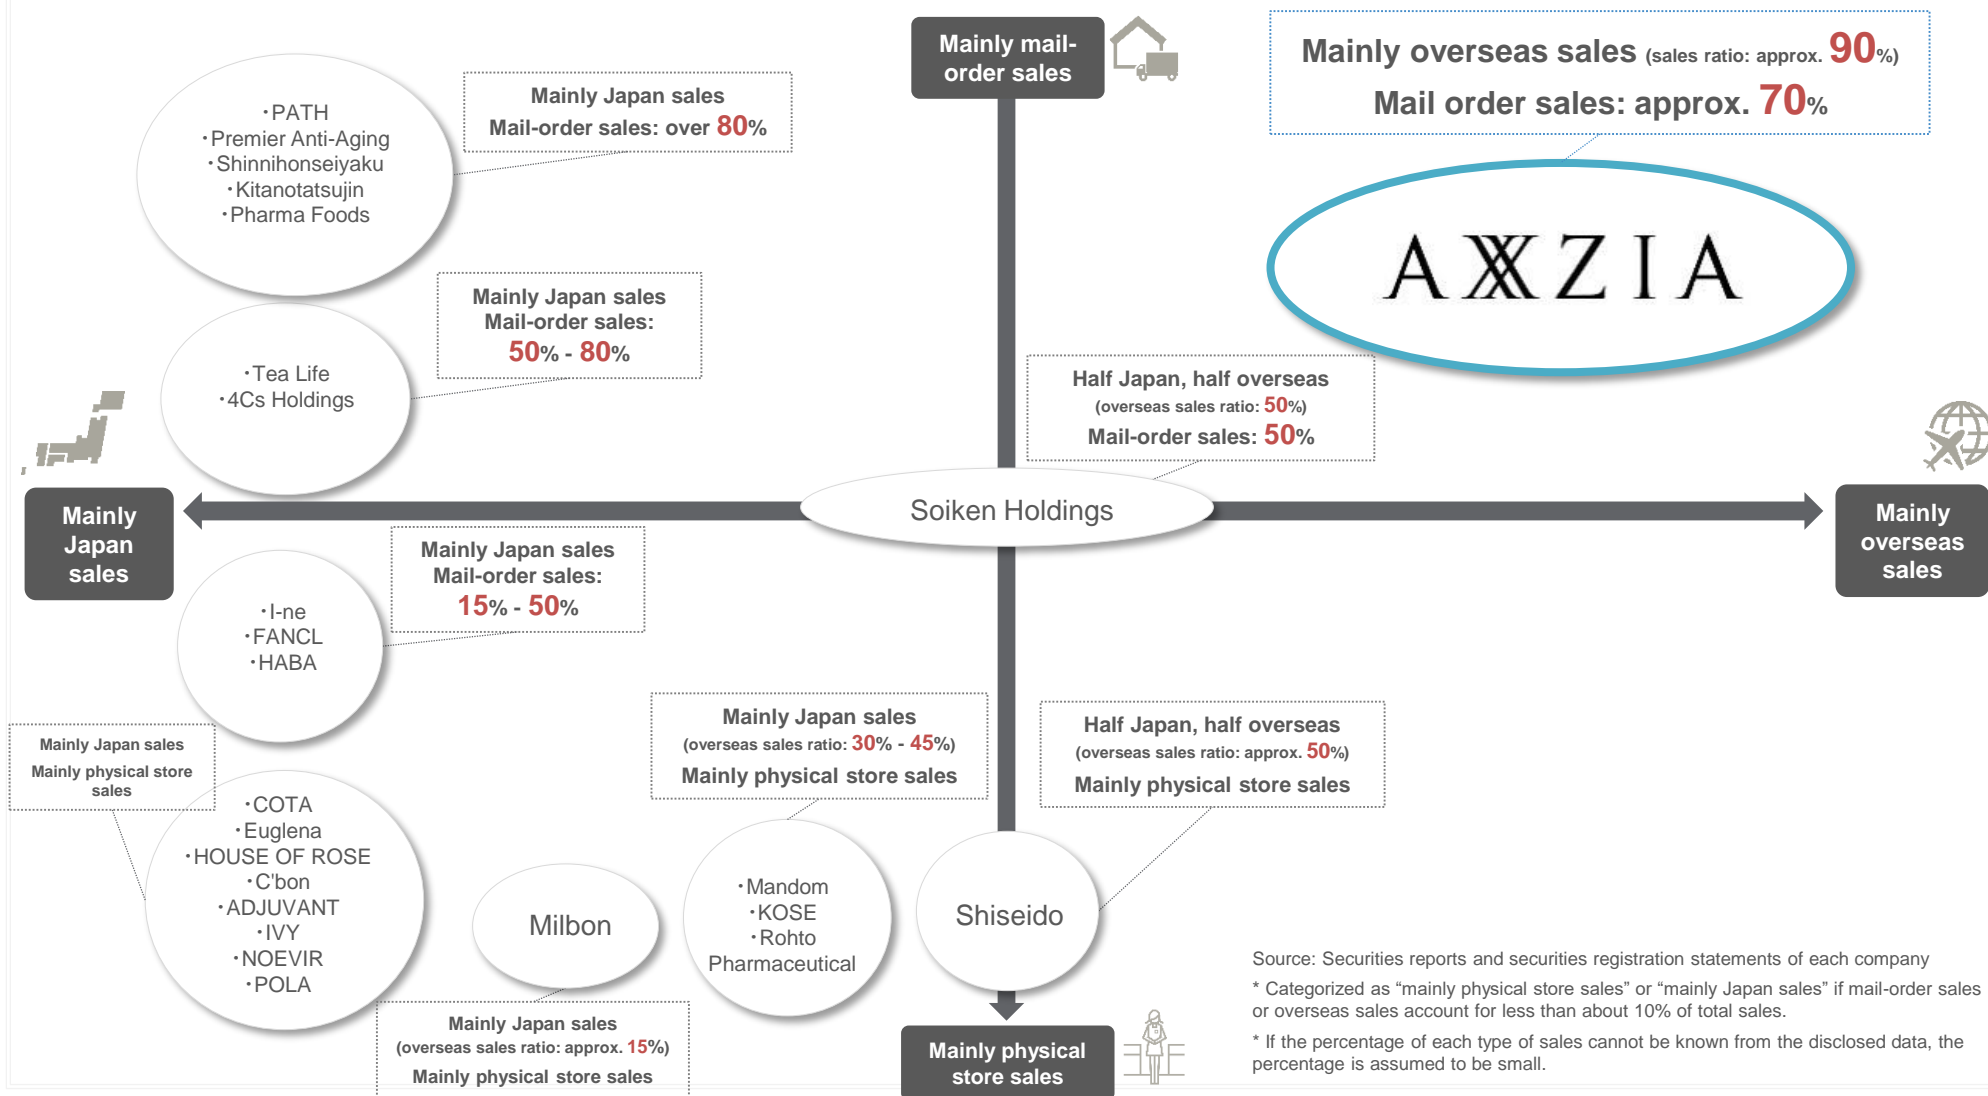 Mainly mail-
order sales
Mainly overseas sales (sales ratio: approx. 90%)
Mail order sales: approx. 70%
AXXZIA
・PATH
・Premier Anti-Aging
・Shinnihonseiyaku
・Kitanotatsujin
・Pharma Foods
Mainly Japan sales
Mail-order sales: over 80%
・Tea Life
・4Cs Holdings
Mainly Japan sales
Mail-order sales:
50% - 80%
Half Japan, half overseas
(overseas sales ratio: 50%)
Mail-order sales: 50%
Mainly
Japan
sales
Soiken Holdings
Mainly
overseas
sales
・I-ne
・FANCL
・HABA
Mainly Japan sales
Mail-order sales:
15% - 50%
Mainly Japan sales
Mainly physical store
sales
・COTA
・Euglena
・HOUSE OF ROSE
・C'bon
・ADJUVANT
・IVY
・NOEVIR
・POLA
Milbon
Mainly Japan sales
(overseas sales ratio: approx. 15%)
Mainly physical store sales
Mainly Japan sales
(overseas sales ratio: 30% - 45%)
Mainly physical store sales
・Mandom
・KOSE
・Rohto
Pharmaceutical
Half Japan, half overseas
(overseas sales ratio: approx. 50%)
Mainly physical store sales
Shiseido
Mainly physical
store sales
Source: Securities reports and securities registration statements of each company
* Categorized as “mainly physical store sales” or “mainly Japan sales” if mail-order sales
or overseas sales account for less than about 10% of total sales.
* If the percentage of each type of sales cannot be known from the disclosed data, the
percentage is assumed to be small.